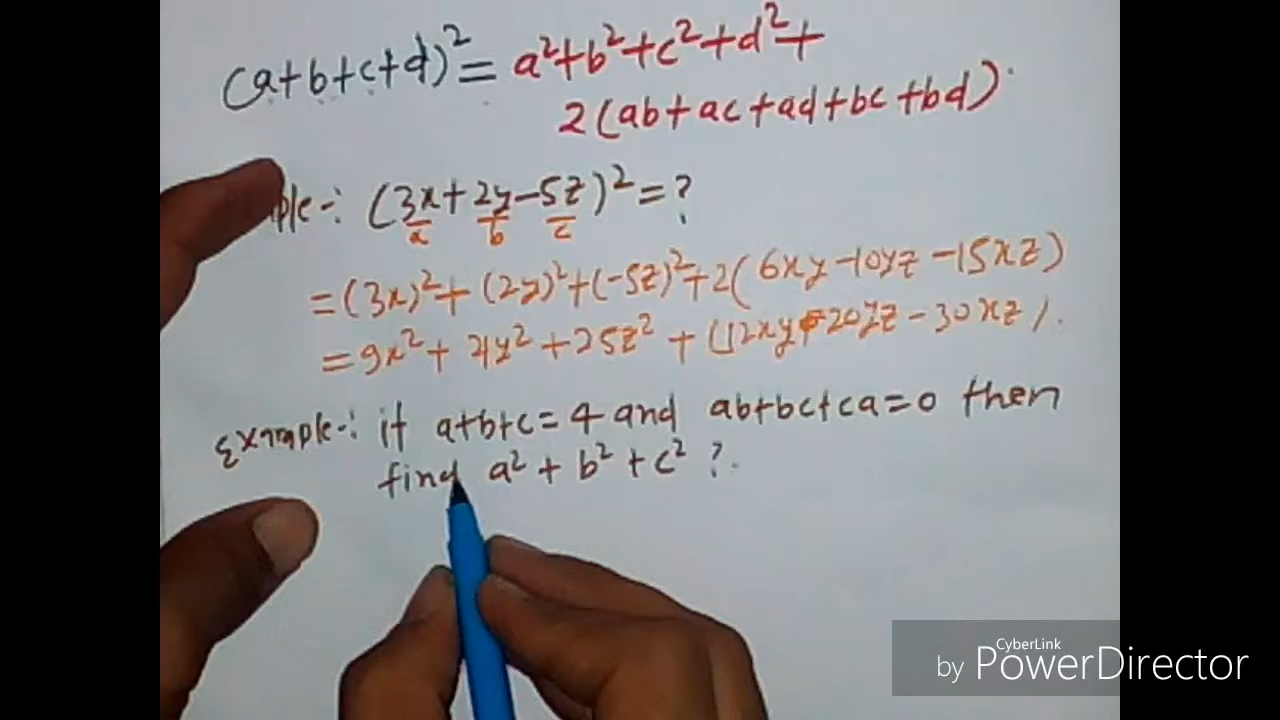 (a+b+c+d)² = a²+b²+c²+d²+
2(ab+ac+ad+bc+bd)
(3x+2y-5z)² = ?
a b c
= (3x)² + (2y)² + (-5z)² + 2(6xy - 10yz - 15xz)
= 9x² + 4y² + 25z² + (12xy - 20yz - 30xz).
Example:- if a+b+c = 4 and ab+bc+ca = 0 then
find a² + b² + c² ?
CyberLink
by PowerDirector